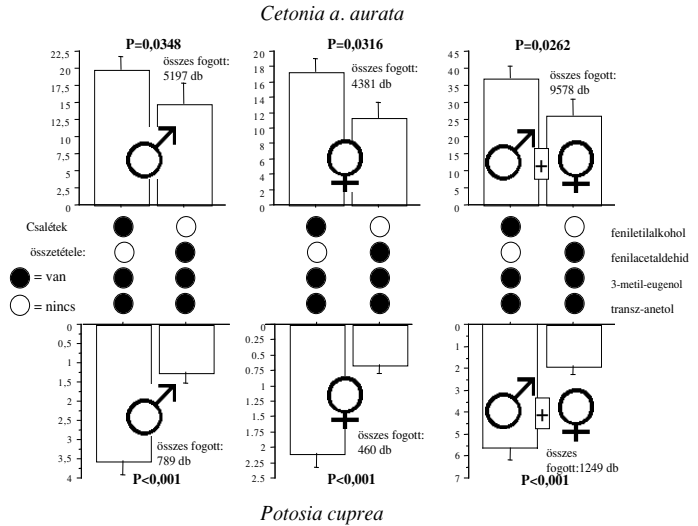 Cetonia a. aurata
P=0,0348
P=0,0316
P=0,0262
22,5
20
17,5
15
12,5
10
7,5
5
2,5
0
összes fogott:
5197 db
20
18
16
14
12
10
8
6
4
2
0
összes fogott:
4381 db
45
40
35
30
25
20
15
10
5
0
összes fogott:
9578 db
+
Csalétek
összetétele:
= van
= nincs
feniletilalkohol
fenilacetaldehid
3-metil-eugenol
transz-anetol
0
.5
1
1,5
2
2.5
3
3.5
4
összes fogott:
789 db
P<0,001
0
0.25
0.5
0.75
1
1.25
1.5
1.75
2
2.25
2.5
összes fogott:
460 db
P<0,001
0
1
2
3
4
5
6
7
+
összes
fogott:1249 db
P<0,001
Potosia cuprea